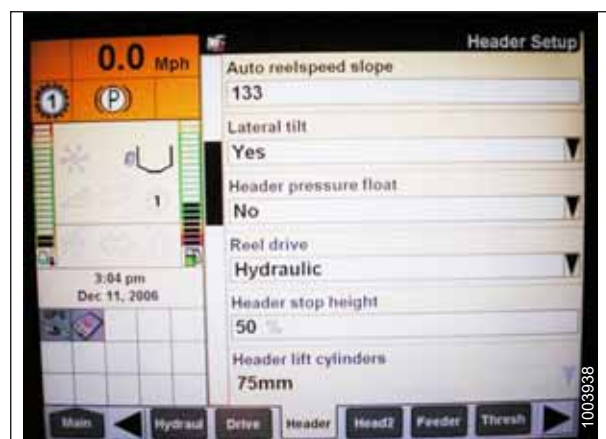 0.0 Mph
Header Setup
1
P
1
3:04 pm
Dec 11, 2006
Auto reelspeed slope
133
Lateral tilt
Yes
Header pressure float
No
Reel drive
Hydraulic
Header stop height
50 %
Header lift cylinders
75mm
Main
Hydraul
Drive
Header
Head2
Feeder
Thresh
1003938